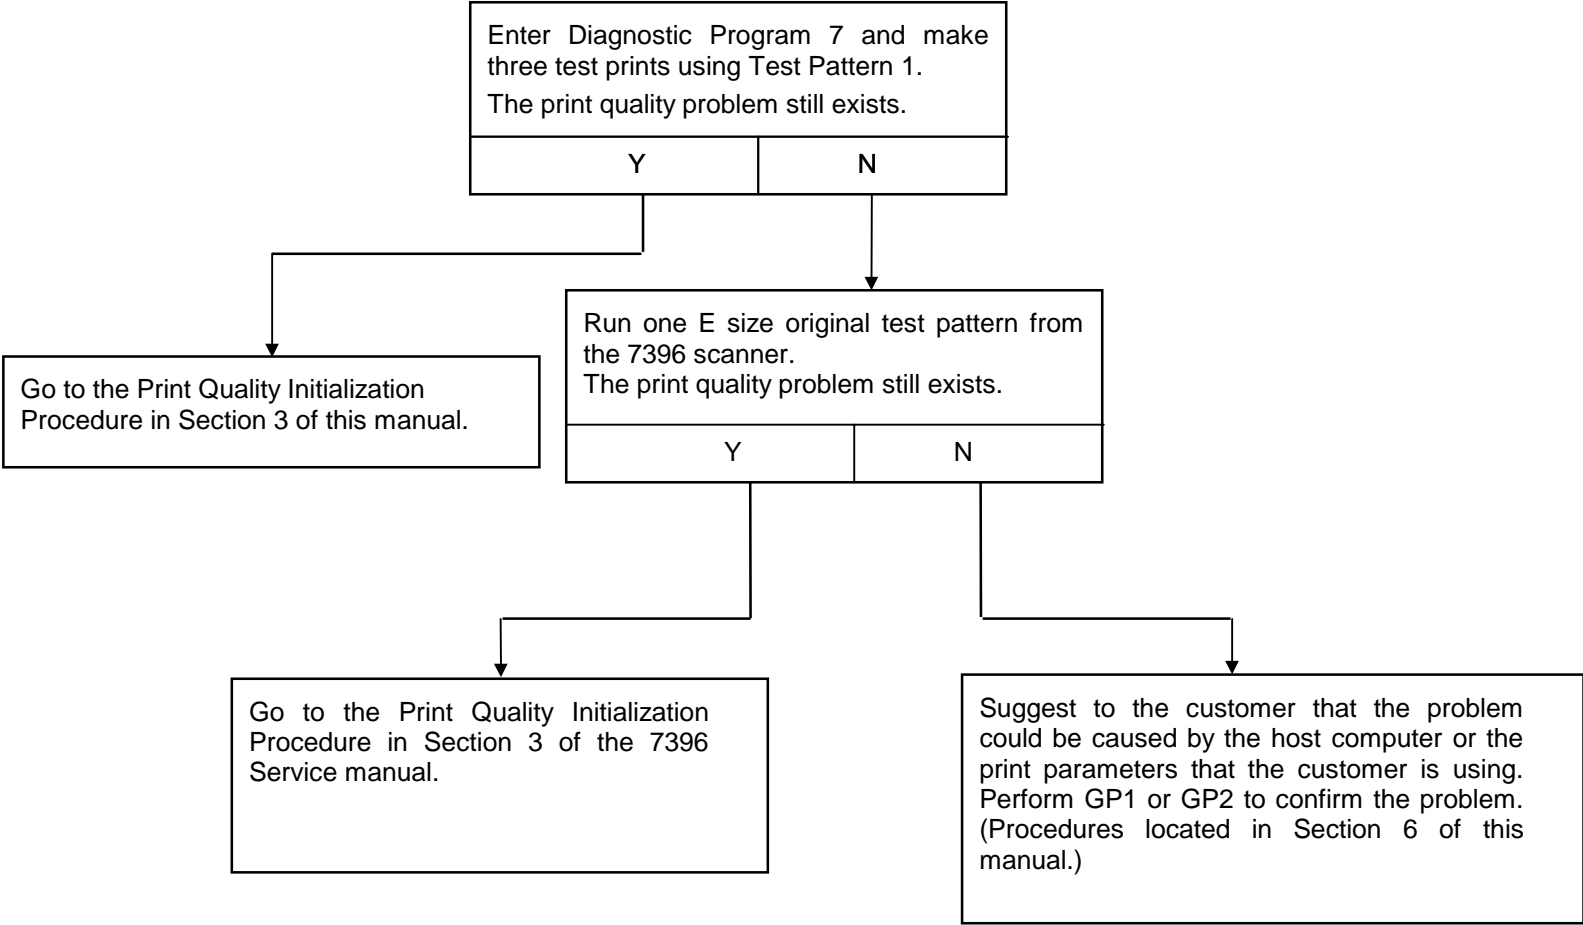 Enter Diagnostic Program 7 and make
three test prints using Test Pattern 1.
The print quality problem still exists.
Y N
Run one E size original test pattern from
the 7396 scanner.
The print quality problem still exists.
Y N
Go to the Print Quality Initialization
Procedure in Section 3 of this manual.
Go to the Print Quality Initialization
Procedure in Section 3 of the 7396
Service manual.
Suggest to the customer that the problem
could be caused by the host computer or the
print parameters that the customer is using.
Perform GP1 or GP2 to confirm the problem.
(Procedures located in Section 6 of this
manual.)